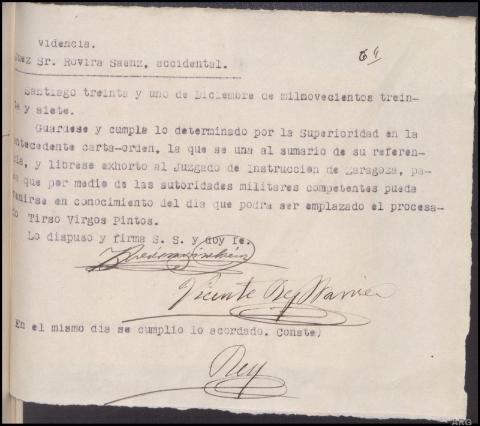 videncia.
Juez Sr. Rovira Saenz, accidental.
Santiago treinta y uno de Diciembre de milnovecientos trein-
ta y siete.
Guardese y cumpla lo determinado por la Superioridad en la
antecedente carta-orden, la que se una al sumario de su referen-
cia, y librese exhorto al Juzgado de Instruccion de Zaragoza, pa-
ra que por medio de las autoridades militares competentes pueda
venirse en conocimiento del dia que podra ser emplazado el procesa-
do Tirso Virgos Pintos.
Lo dispuso y firma S. S. y doy fe.
Vicente Rey
En el mismo dia se cumplio lo acordado. Conste,
Rey
ARG